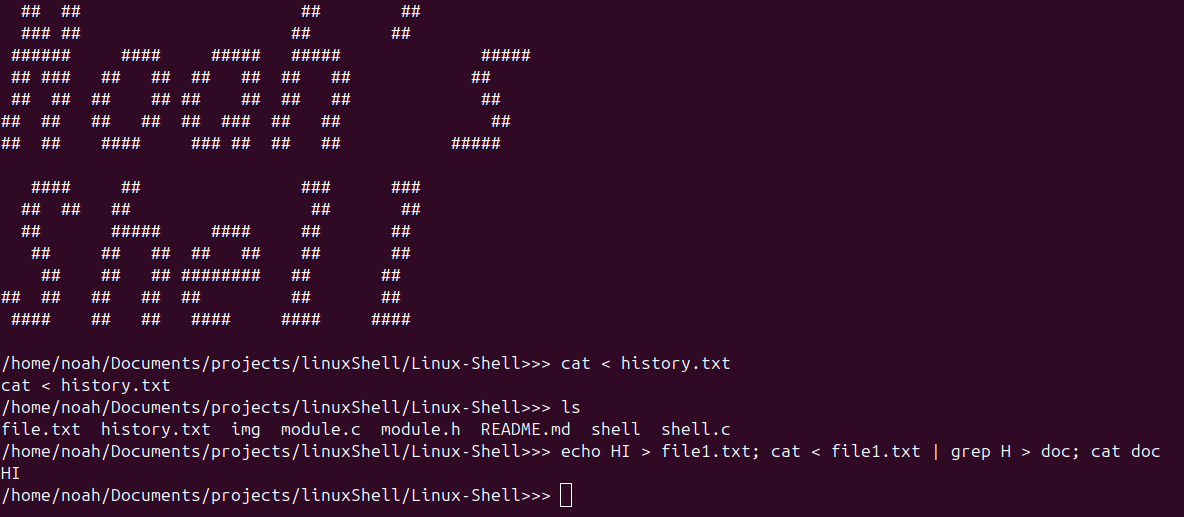 Noah's
Shell
/home/noah/Documents/projects/linuxShell/Linux-Shell>>> cat < history.txt
cat < history.txt
/home/noah/Documents/projects/linuxShell/Linux-Shell>>> ls
file.txt  history.txt  img  module.c  module.h  README.md  shell  shell.c
/home/noah/Documents/projects/linuxShell/Linux-Shell>>> echo HI > file1.txt; cat < file1.txt | grep H > doc; cat doc
HI
/home/noah/Documents/projects/linuxShell/Linux-Shell>>>